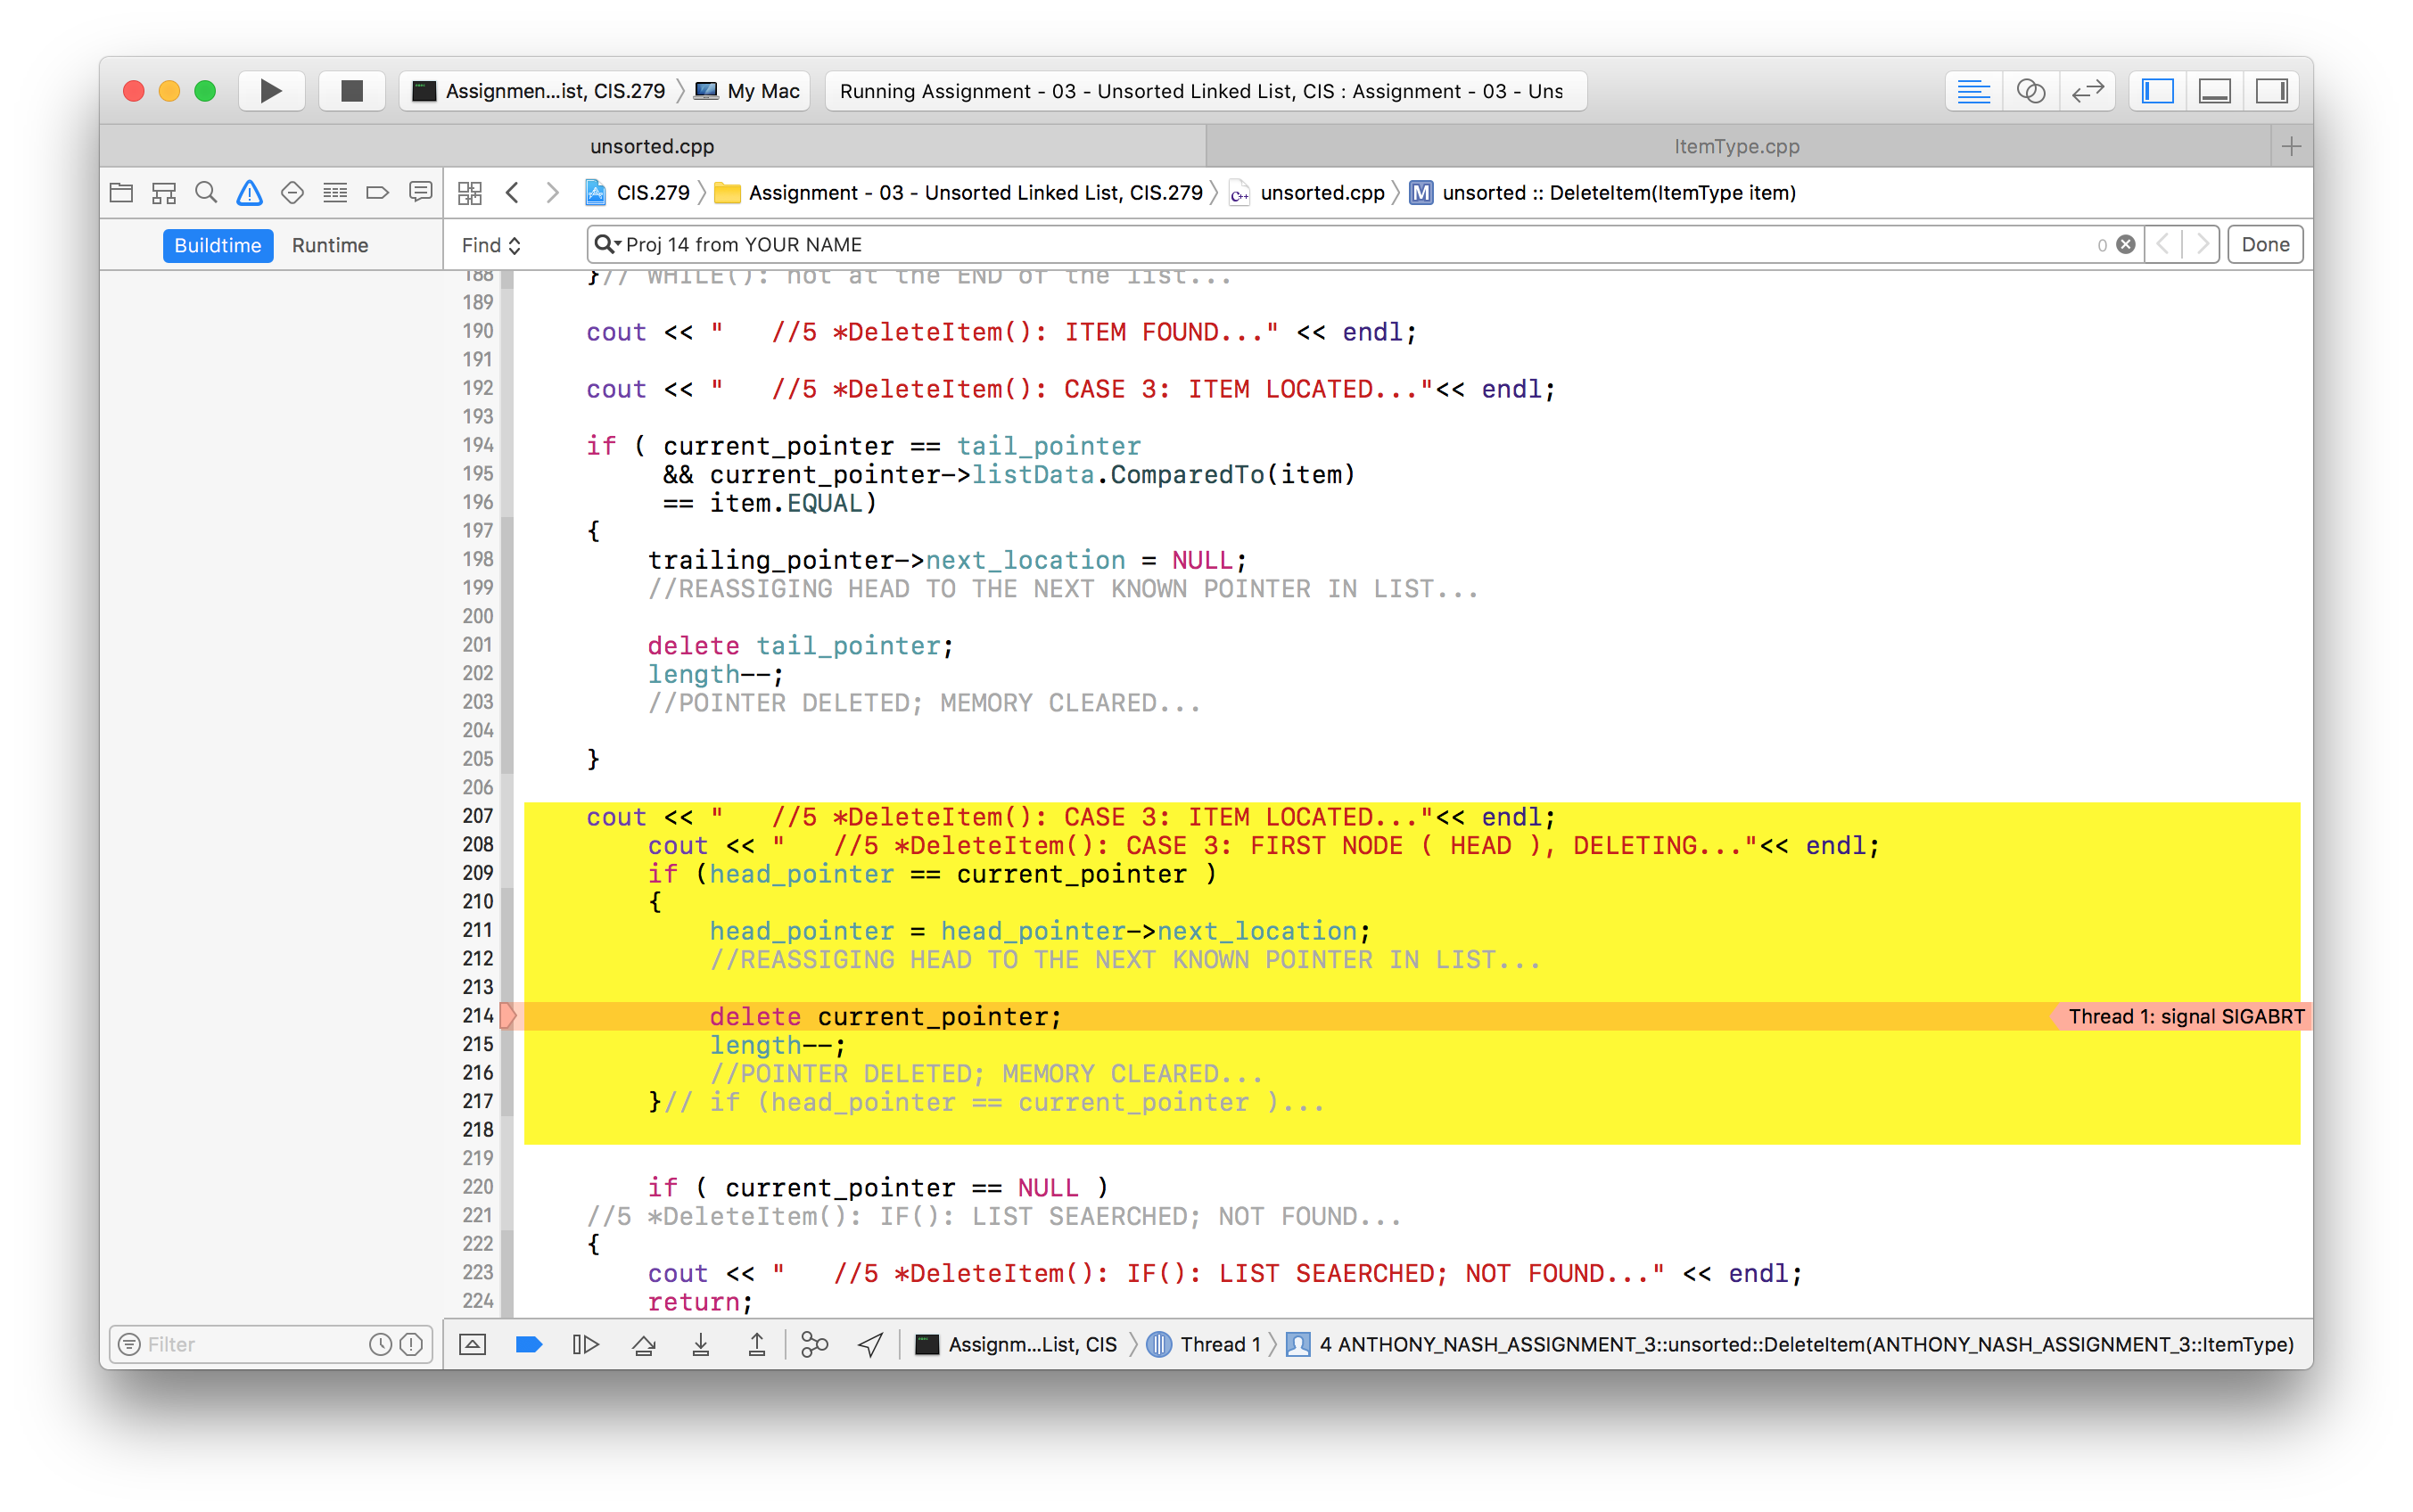 Assignmen...ist, CIS.279 My Mac Running Assignment - 03 - Unsorted Linked List, CIS : Assignment - 03 - Uns
unsorted.cpp ItemType.cpp
CIS.279 Assignment - 03 - Unsorted Linked List, CIS.279 unsorted.cpp M unsorted :: DeleteItem(ItemType item)
Buildtime Runtime Find Proj 14 from YOUR NAME 0 Done
188 }// WHILE(): not at the END of the list...
189
190 cout << "   //5 *DeleteItem(): ITEM FOUND..." << endl;
191
192 cout << "   //5 *DeleteItem(): CASE 3: ITEM LOCATED..."<< endl;
193
194 if ( current_pointer == tail_pointer
195 && current_pointer->listData.ComparedTo(item)
196 == item.EQUAL)
197 {
198 trailing_pointer->next_location = NULL;
199 //REASSIGING HEAD TO THE NEXT KNOWN POINTER IN LIST...
200
201 delete tail_pointer;
202 length--;
203 //POINTER DELETED; MEMORY CLEARED...
204
205 }
206
207 cout << "   //5 *DeleteItem(): CASE 3: ITEM LOCATED..."<< endl;
208 cout << "   //5 *DeleteItem(): CASE 3: FIRST NODE ( HEAD ), DELETING..."<< endl;
209 if (head_pointer == current_pointer )
210 {
211 head_pointer = head_pointer->next_location;
212 //REASSIGING HEAD TO THE NEXT KNOWN POINTER IN LIST...
213
214 delete current_pointer; Thread 1: signal SIGABRT
215 length--;
216 //POINTER DELETED; MEMORY CLEARED...
217 }// if (head_pointer == current_pointer )...
218
219
220 if ( current_pointer == NULL )
221 //5 *DeleteItem(): IF(): LIST SEAERCHED; NOT FOUND...
222 {
223 cout << "   //5 *DeleteItem(): IF(): LIST SEAERCHED; NOT FOUND..." << endl;
224 return;
Filter Assignm...List, CIS Thread 1 4 ANTHONY_NASH_ASSIGNMENT_3::unsorted::DeleteItem(ANTHONY_NASH_ASSIGNMENT_3::ItemType)